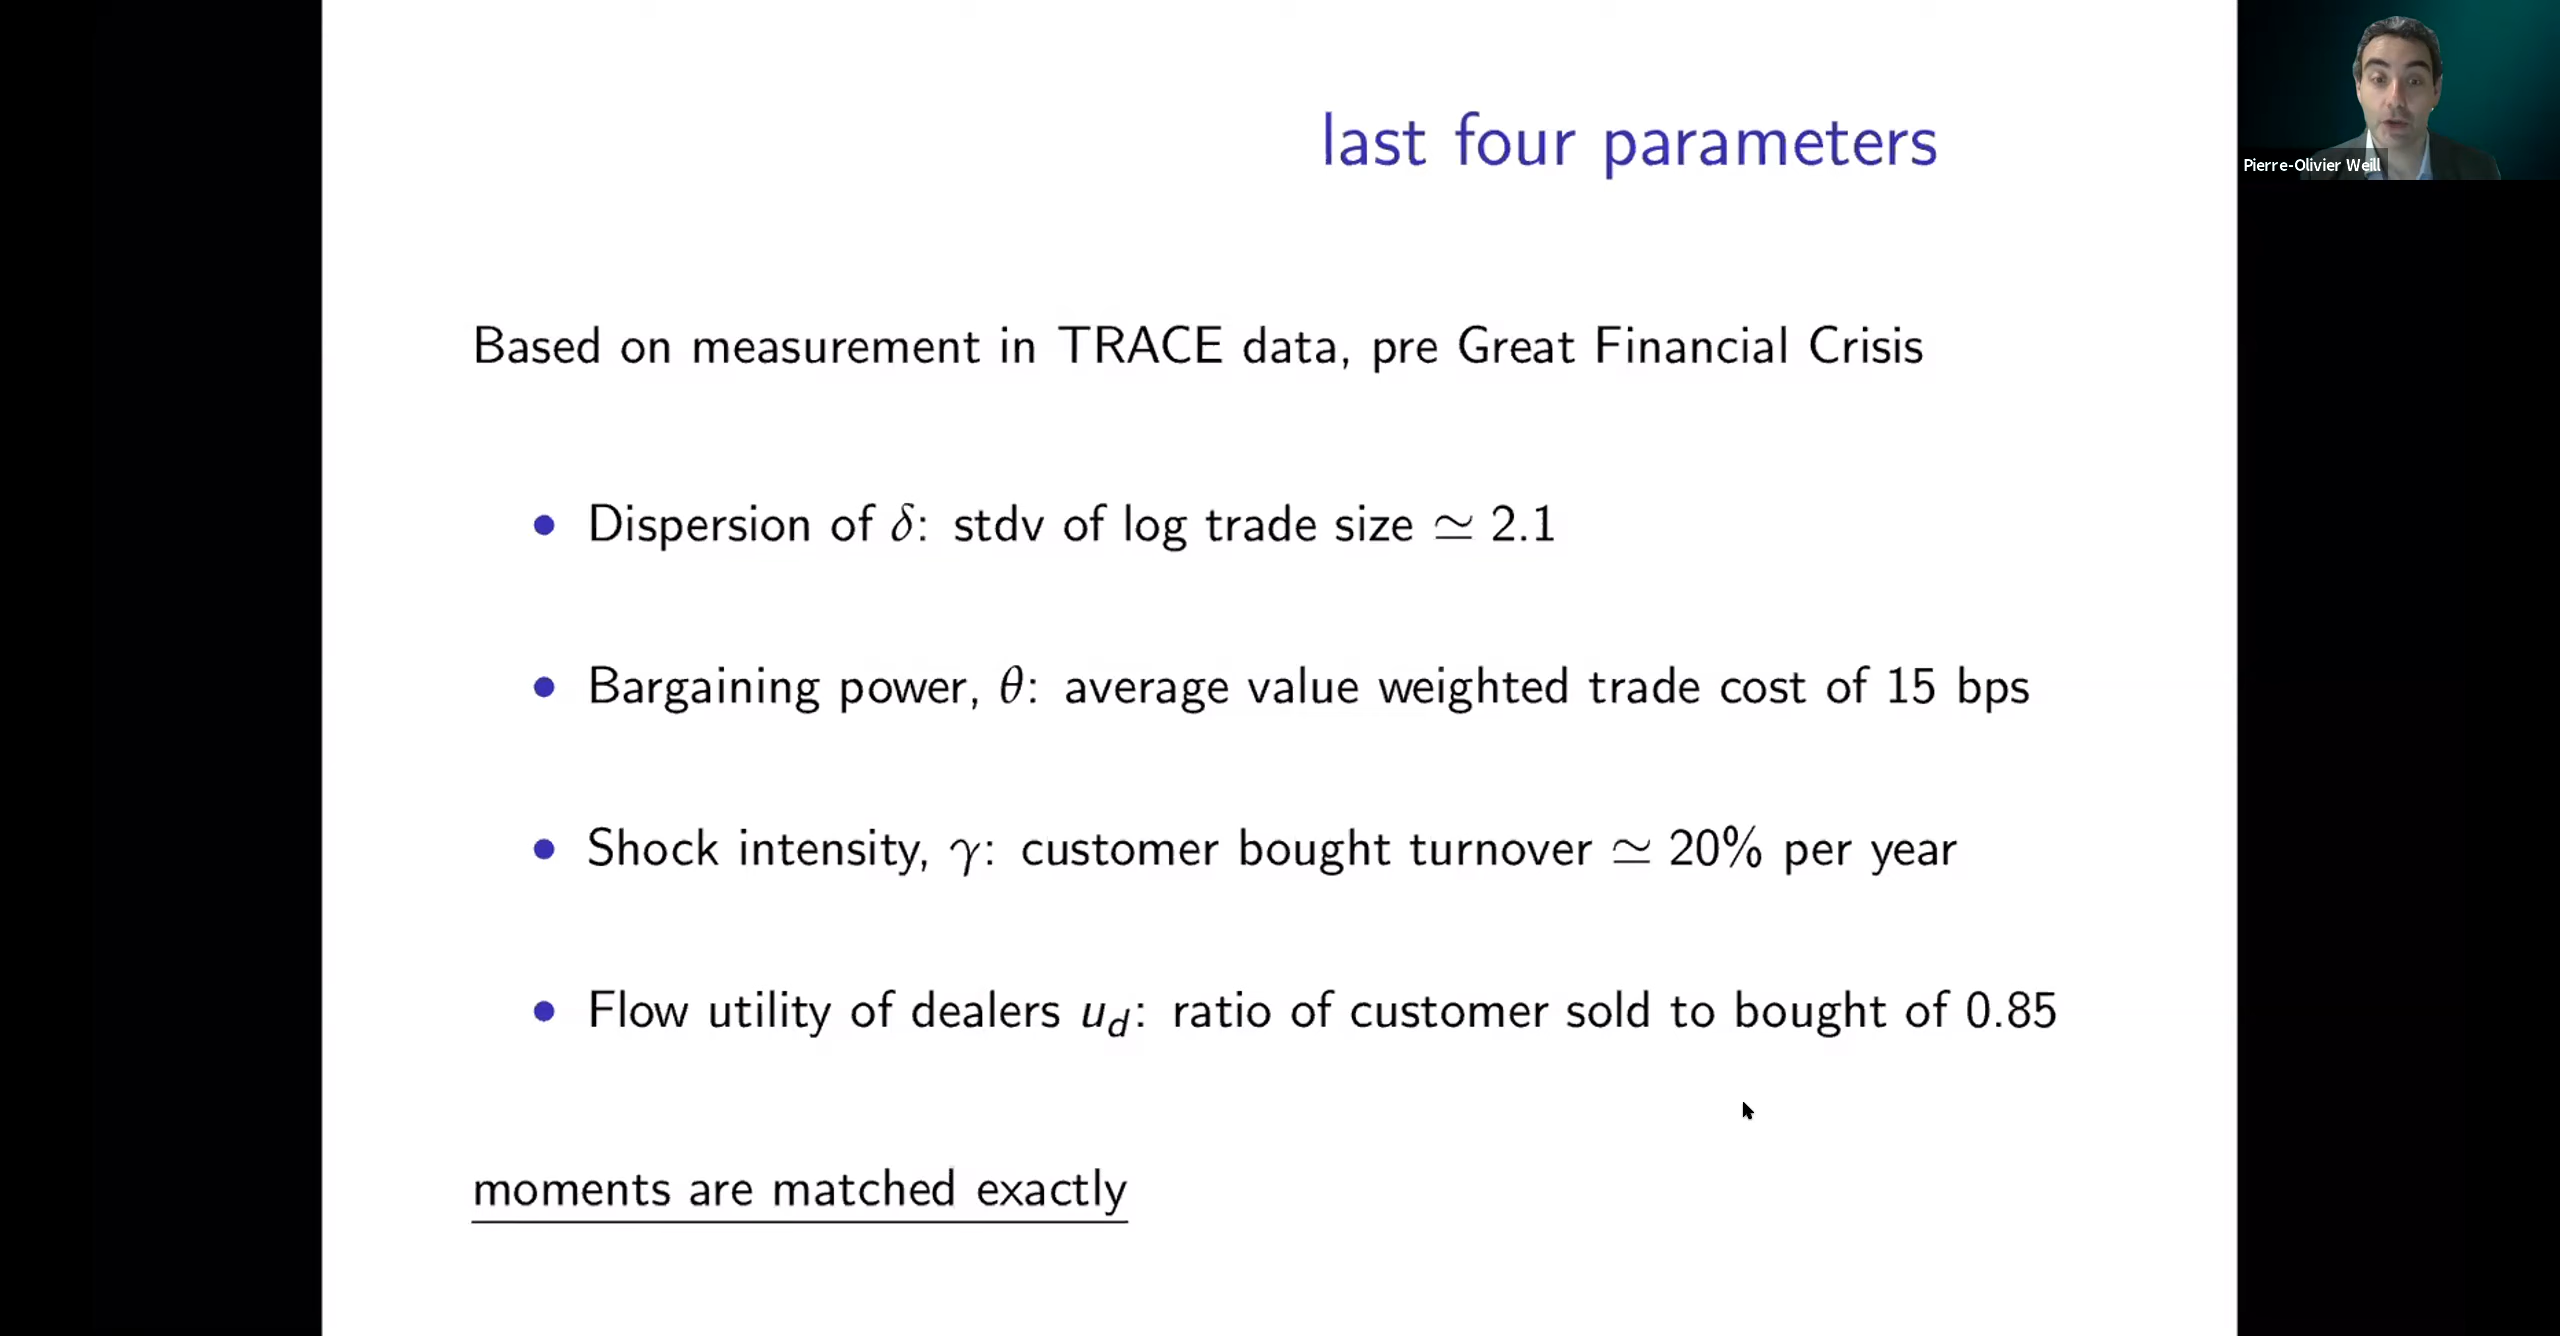 last four parameters
Pierre-Olivier Weill
Based on measurement in TRACE data, pre Great Financial Crisis
• Dispersion of δ: stdv of log trade size ≃ 2.1
• Bargaining power, θ: average value weighted trade cost of 15 bps
• Shock intensity, γ: customer bought turnover ≃ 20% per year
• Flow utility of dealers u_d: ratio of customer sold to bought of 0.85
moments are matched exactly